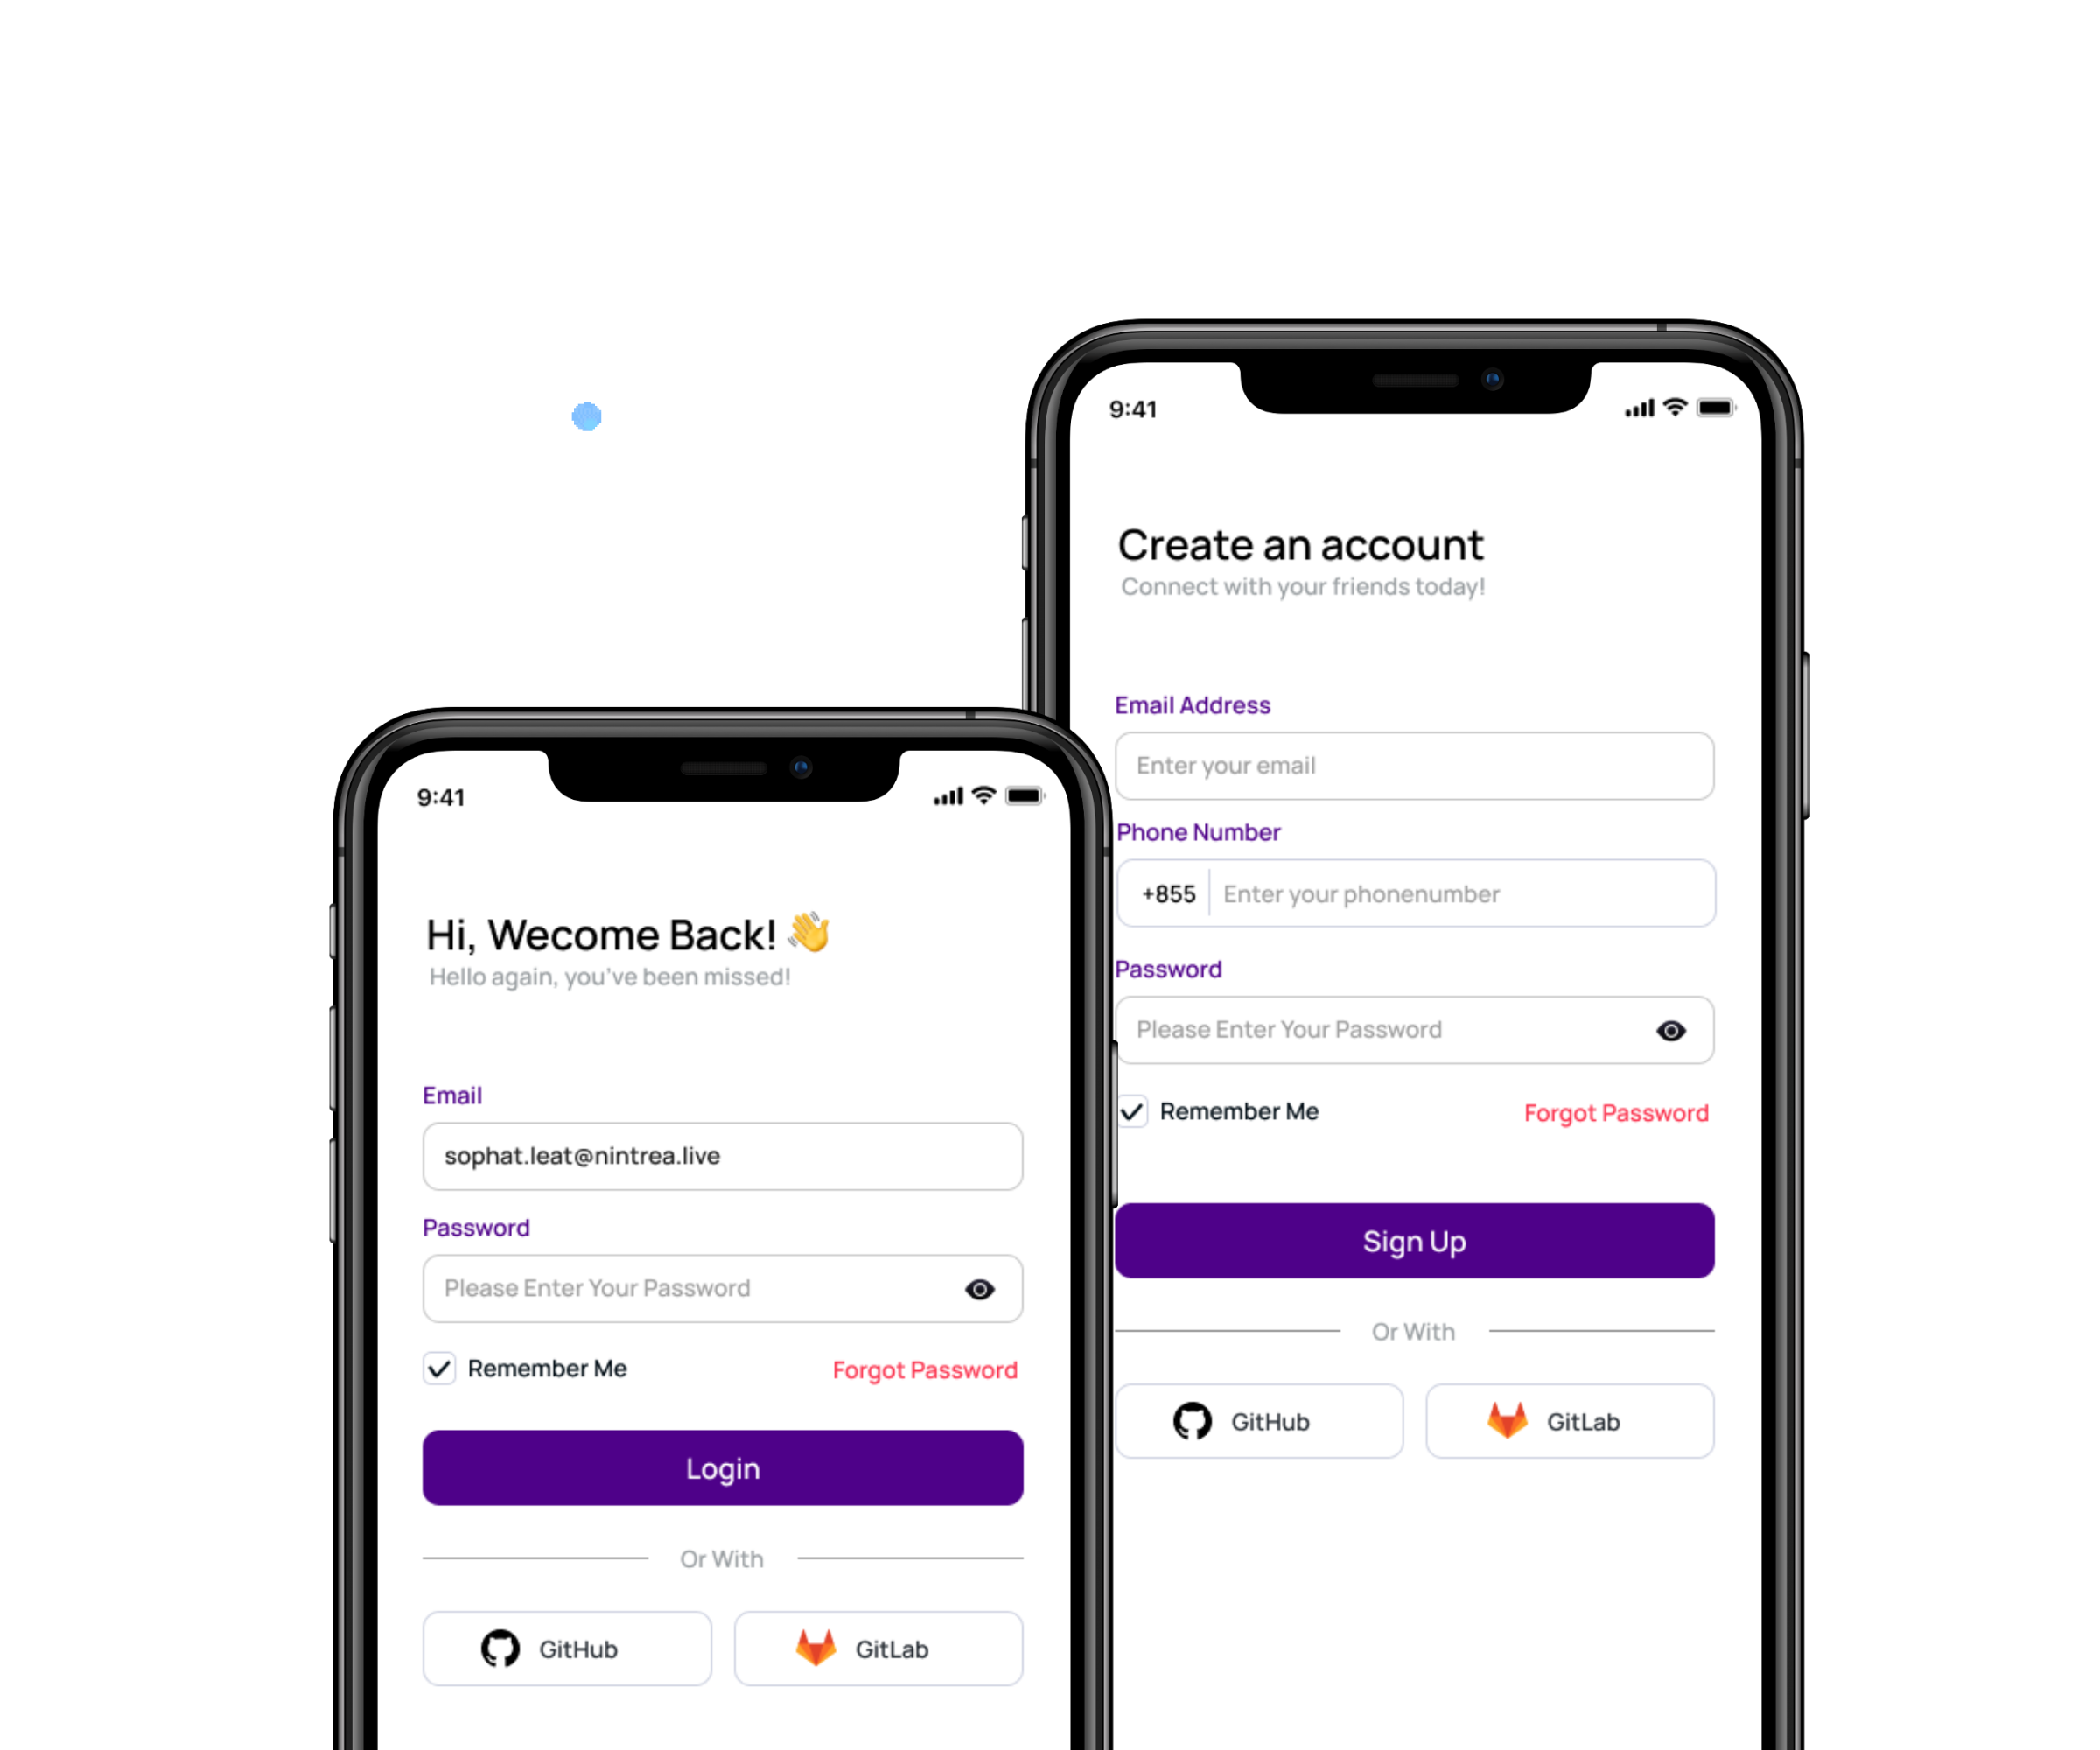 9:41
Hi, Wecome Back! 👋
Hello again, you've been missed!
Email
sophat.leat@nintrea.live
Password
Please Enter Your Password
Remember Me
Forgot Password
Login
Or With
GitHub
GitLab
9:41
Create an account
Connect with your friends today!
Email Address
Enter your email
Phone Number
+855
Enter your phonenumber
Password
Please Enter Your Password
Remember Me
Forgot Password
Sign Up
Or With
GitHub
GitLab